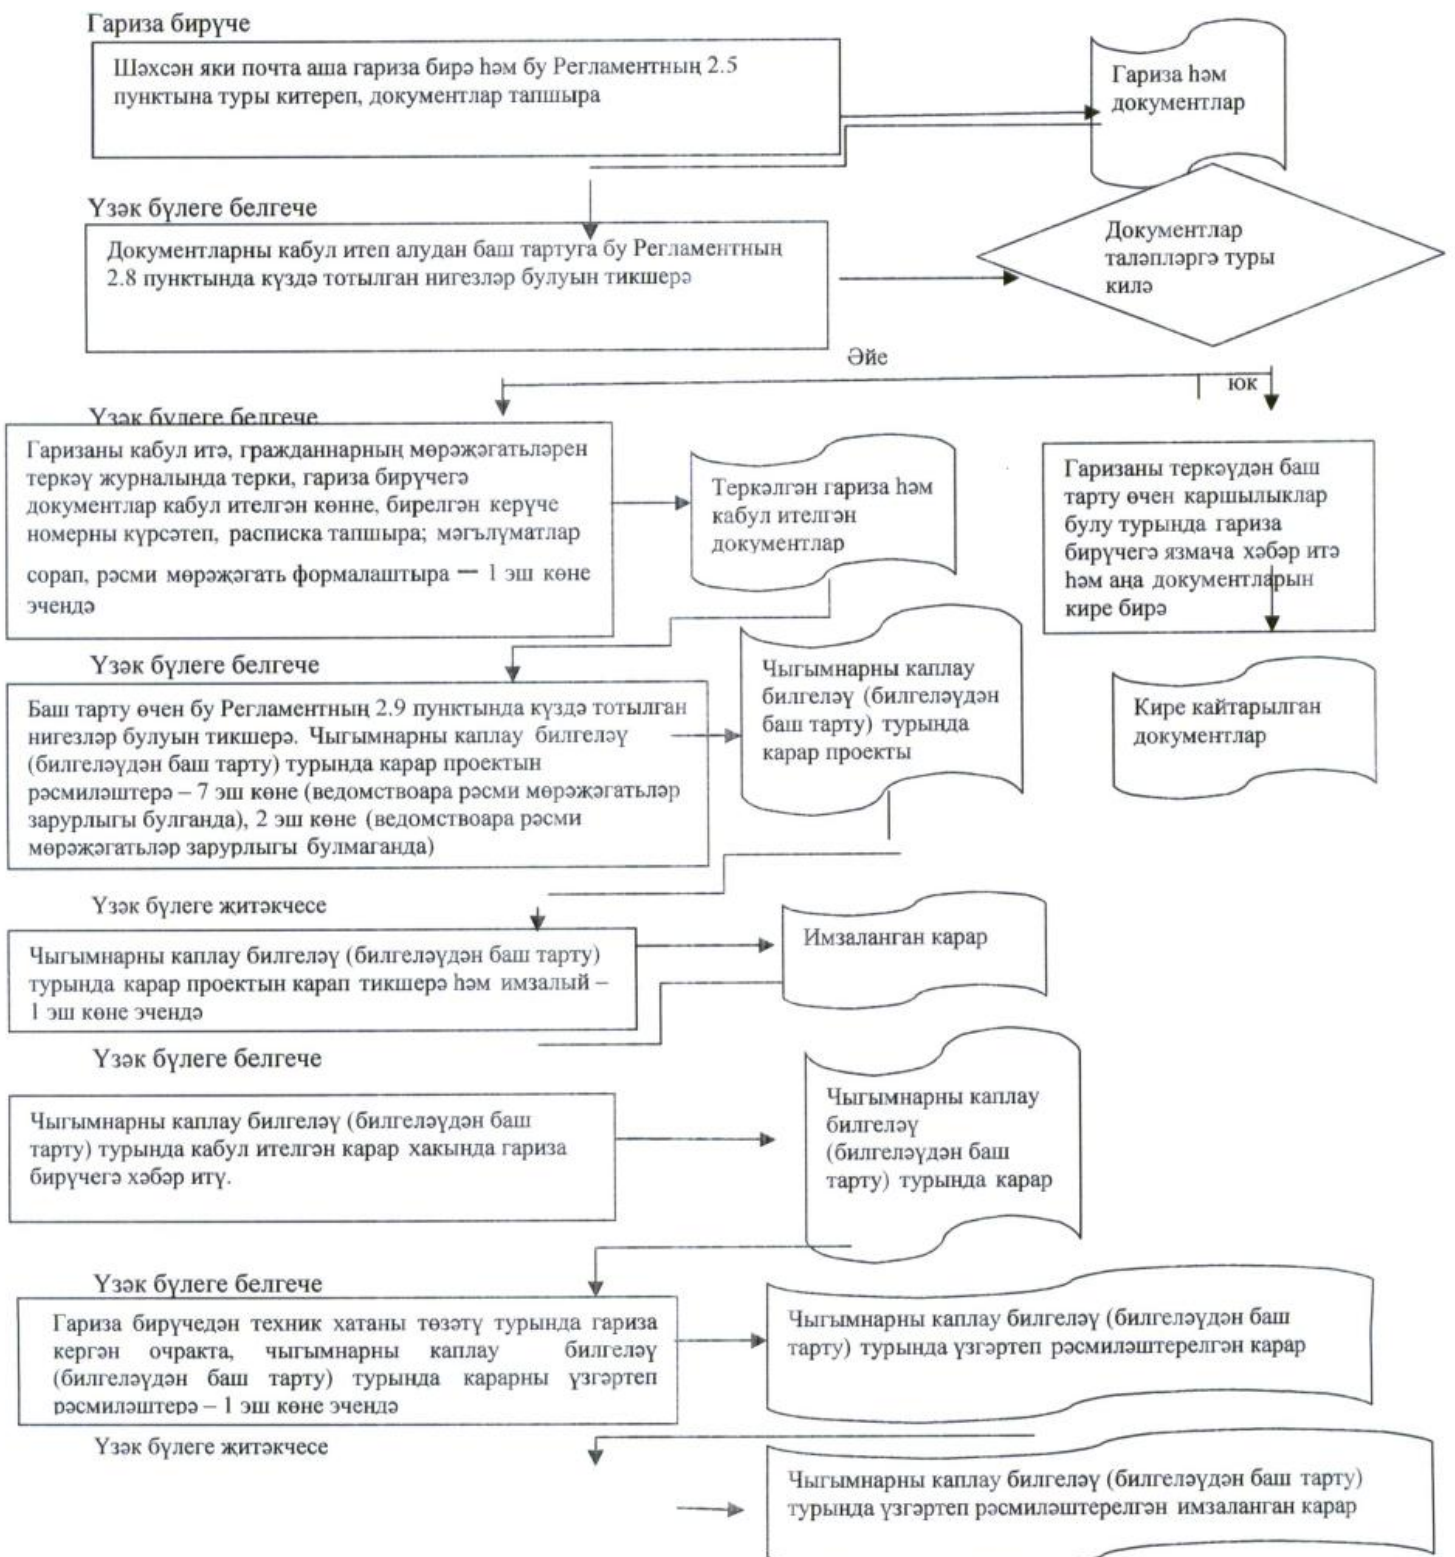 Гариза бирүче
Шәхсән яки почта аша гариза бирә һәм бу Регламентның 2.5
пунктына туры китереп, документлар тапшыра
Гариза һәм
документлар
Үзәк бүлеге белгече
Документларны кабул итеп алудан баш тартуга бу Регламентның
2.8 пунктында күздә тотылган нигезләр булуын тикшерә
Документлар
таләпләргә туры
килә
Әйе
юк
Үзәк бүлеге белгече
Гаризаны кабул итә, гражданнарның мөрәҗәгатьләрен
теркәү журналында терки, гариза бирүчегә
документлар кабул ителгән көнне, бирелгән керүче
номерны күрсәтеп, расписка тапшыра; мәгълүматлар
сорап, рәсми мөрәҗәгать формалаштыра — 1 эш көне
эчендә
Теркәлгән гариза һәм
кабул ителгән
документлар
Гаризаны теркәүдән баш
тарту өчен каршылыклар
булу турында гариза
бирүчегә язмача хәбәр итә
һәм аңа документларын
кире бирә
Үзәк бүлеге белгече
Баш тарту өчен бу Регламентның 2.9 пунктында күздә тотылган
нигезләр булуын тикшерә. Чыгымнарны каплау билгеләү
(билгеләүдән баш тарту) турында карар проектын
рәсмиләштерә – 7 эш көне (ведомствоара рәсми мөрәҗәгатьләр
зарурлыгы булганда), 2 эш көне (ведомствоара рәсми
мөрәҗәгатьләр зарурлыгы булмаганда)
Чыгымнарны каплау
билгеләү (билгеләүдән
баш тарту) турында
карар проекты
Кире кайтарылган
документлар
Үзәк бүлеге җитәкчесе
Чыгымнарны каплау билгеләү (билгеләүдән баш тарту)
турында карар проектын карап тикшерә һәм имзалый –
1 эш көне эчендә
Имзаланган карар
Үзәк бүлеге белгече
Чыгымнарны каплау билгеләү (билгеләүдән баш
тарту) турында кабул ителгән карар хакында гариза
бирүчегә хәбәр итү.
Чыгымнарны каплау
билгеләү
(билгеләүдән баш
тарту) турында карар
Үзәк бүлеге белгече
Гариза бирүчедән техник хатаны төзәтү турында гариза
кергән очракта, чыгымнарны каплау билгеләү
(билгеләүдән баш тарту) турында карарны үзгәртеп
рәсмиләштерә – 1 эш көне эчендә
Чыгымнарны каплау билгеләү (билгеләүдән баш
тарту) турында үзгәртеп рәсмиләштерелгән карар
Үзәк бүлеге җитәкчесе
Чыгымнарны каплау билгеләү (билгеләүдән баш тарту)
турында үзгәртеп рәсмиләштерелгән имзаланган карар